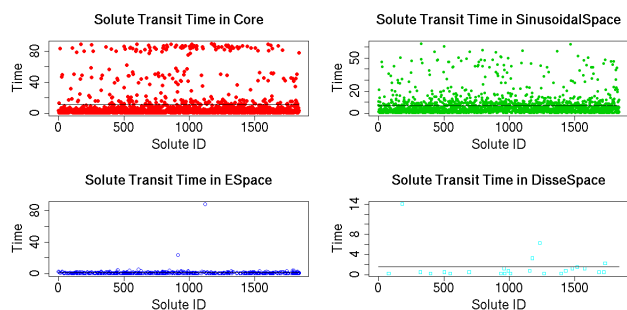 Solute Transit Time in Core
Time
0
40
80
0
500
1000
1500
Solute ID
Solute Transit Time in SinusoidalSpace
Time
0
20
50
0
500
1000
1500
Solute ID
Solute Transit Time in ESpace
Time
0
40
80
0
500
1000
1500
Solute ID
Solute Transit Time in DisseSpace
Time
0
4
8
14
0
500
1000
1500
Solute ID